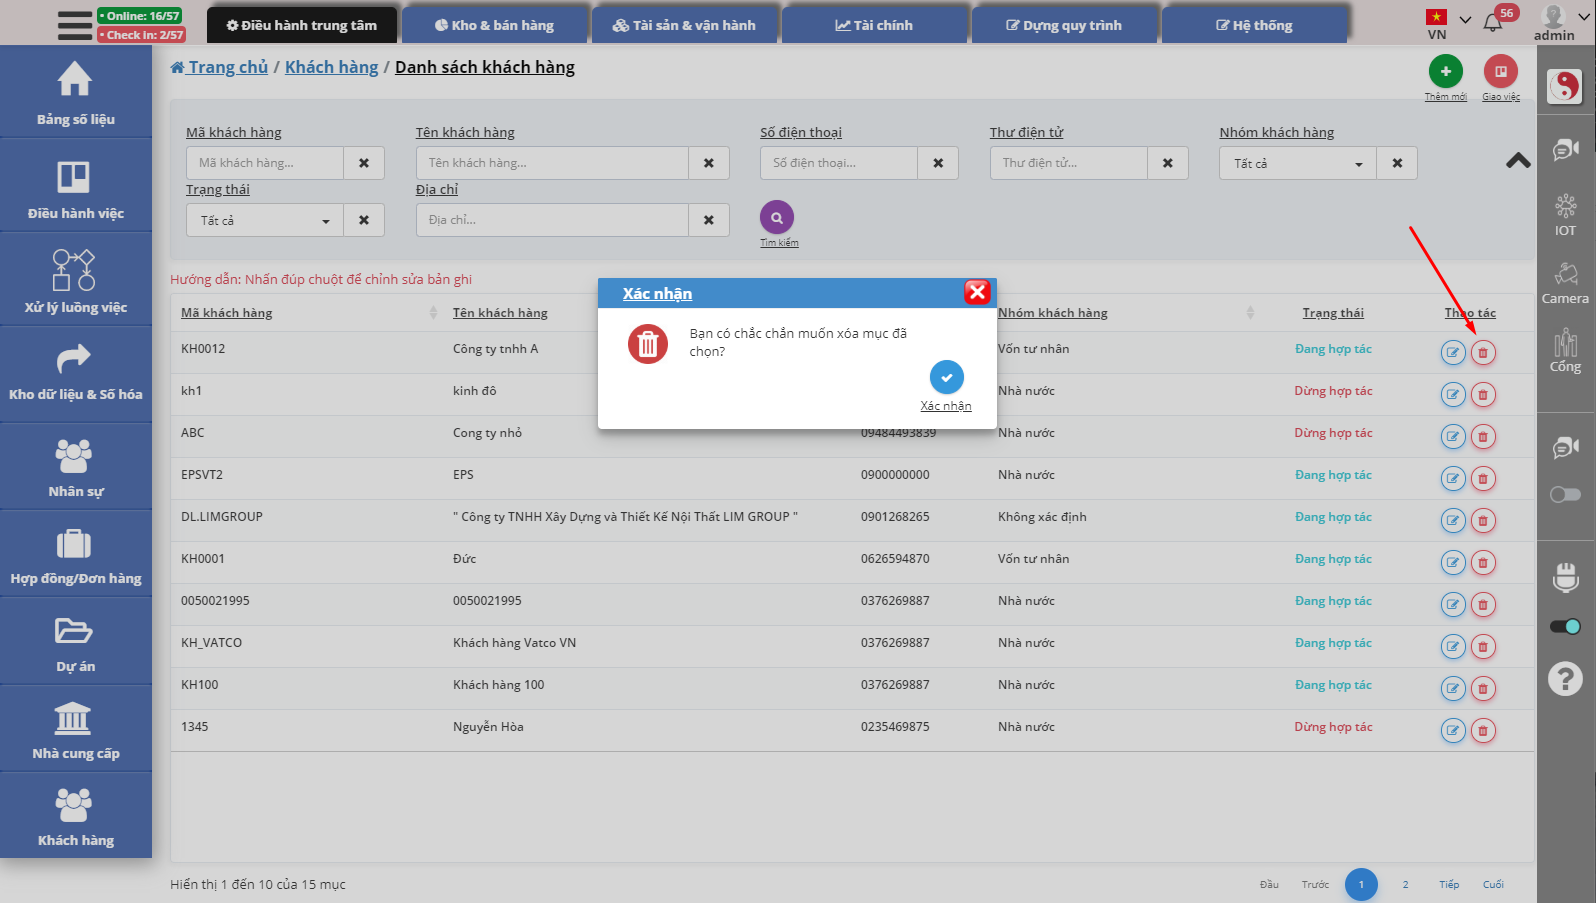 • Online: 16/57
• Check in: 2/57
Điều hành trung tâm
Kho & bán hàng
Tài sản & vận hành
Tài chính
Dựng quy trình
Hệ thống
VN
56
admin
Bảng số liệu
Điều hành việc
Xử lý luồng việc
Kho dữ liệu & Số hóa
Nhân sự
Hợp đồng/Đơn hàng
Dự án
Nhà cung cấp
Khách hàng
Trang chủ / Khách hàng / Danh sách khách hàng
Thêm mới
Giao việc
Mã khách hàng
Tên khách hàng
Số điện thoại
Thư điện tử
Nhóm khách hàng
Mã khách hàng...
Tên khách hàng...
Số điện thoại...
Thư điện tử...
Tất cả
Trạng thái
Địa chỉ
Tất cả
Địa chỉ...
Tìm kiếm
Hướng dẫn: Nhấn đúp chuột để chỉnh sửa bản ghi
Mã khách hàng Tên khách hàng Nhóm khách hàng Trạng thái Thao tác
KH0012 Công ty tnhh A Vốn tư nhân Đang hợp tác
kh1 kinh đô Nhà nước Dừng hợp tác
ABC Cong ty nhỏ 09484493839 Nhà nước Dừng hợp tác
EPSVT2 EPS 0900000000 Nhà nước Đang hợp tác
DL.LIMGROUP " Công ty TNHH Xây Dựng và Thiết Kế Nội Thất LIM GROUP " 0901268265 Không xác định Đang hợp tác
KH0001 Đức 0626594870 Vốn tư nhân Đang hợp tác
0050021995 0050021995 0376269887 Nhà nước Đang hợp tác
KH_VATCO Khách hàng Vatco VN 0376269887 Nhà nước Đang hợp tác
KH100 Khách hàng 100 0376269887 Nhà nước Đang hợp tác
1345 Nguyễn Hòa 0235469875 Nhà nước Dừng hợp tác
Xác nhận
Bạn có chắc chắn muốn xóa mục đã
chọn?
Xác nhận
Hiển thị 1 đến 10 của 15 mục
Đầu Trước 1 2 Tiếp Cuối
IOT
Camera
Cổng